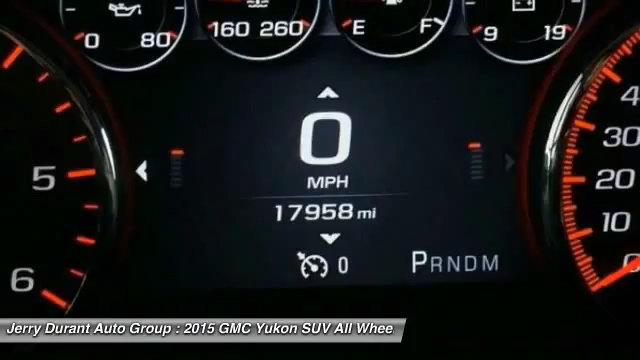 0 80 160 260 E F 9 19
0
MPH
17958 mi
0 PRNDM
5
6
4
30
20
10
0
Jerry Durant Auto Group : 2015 GMC Yukon SUV All Whee